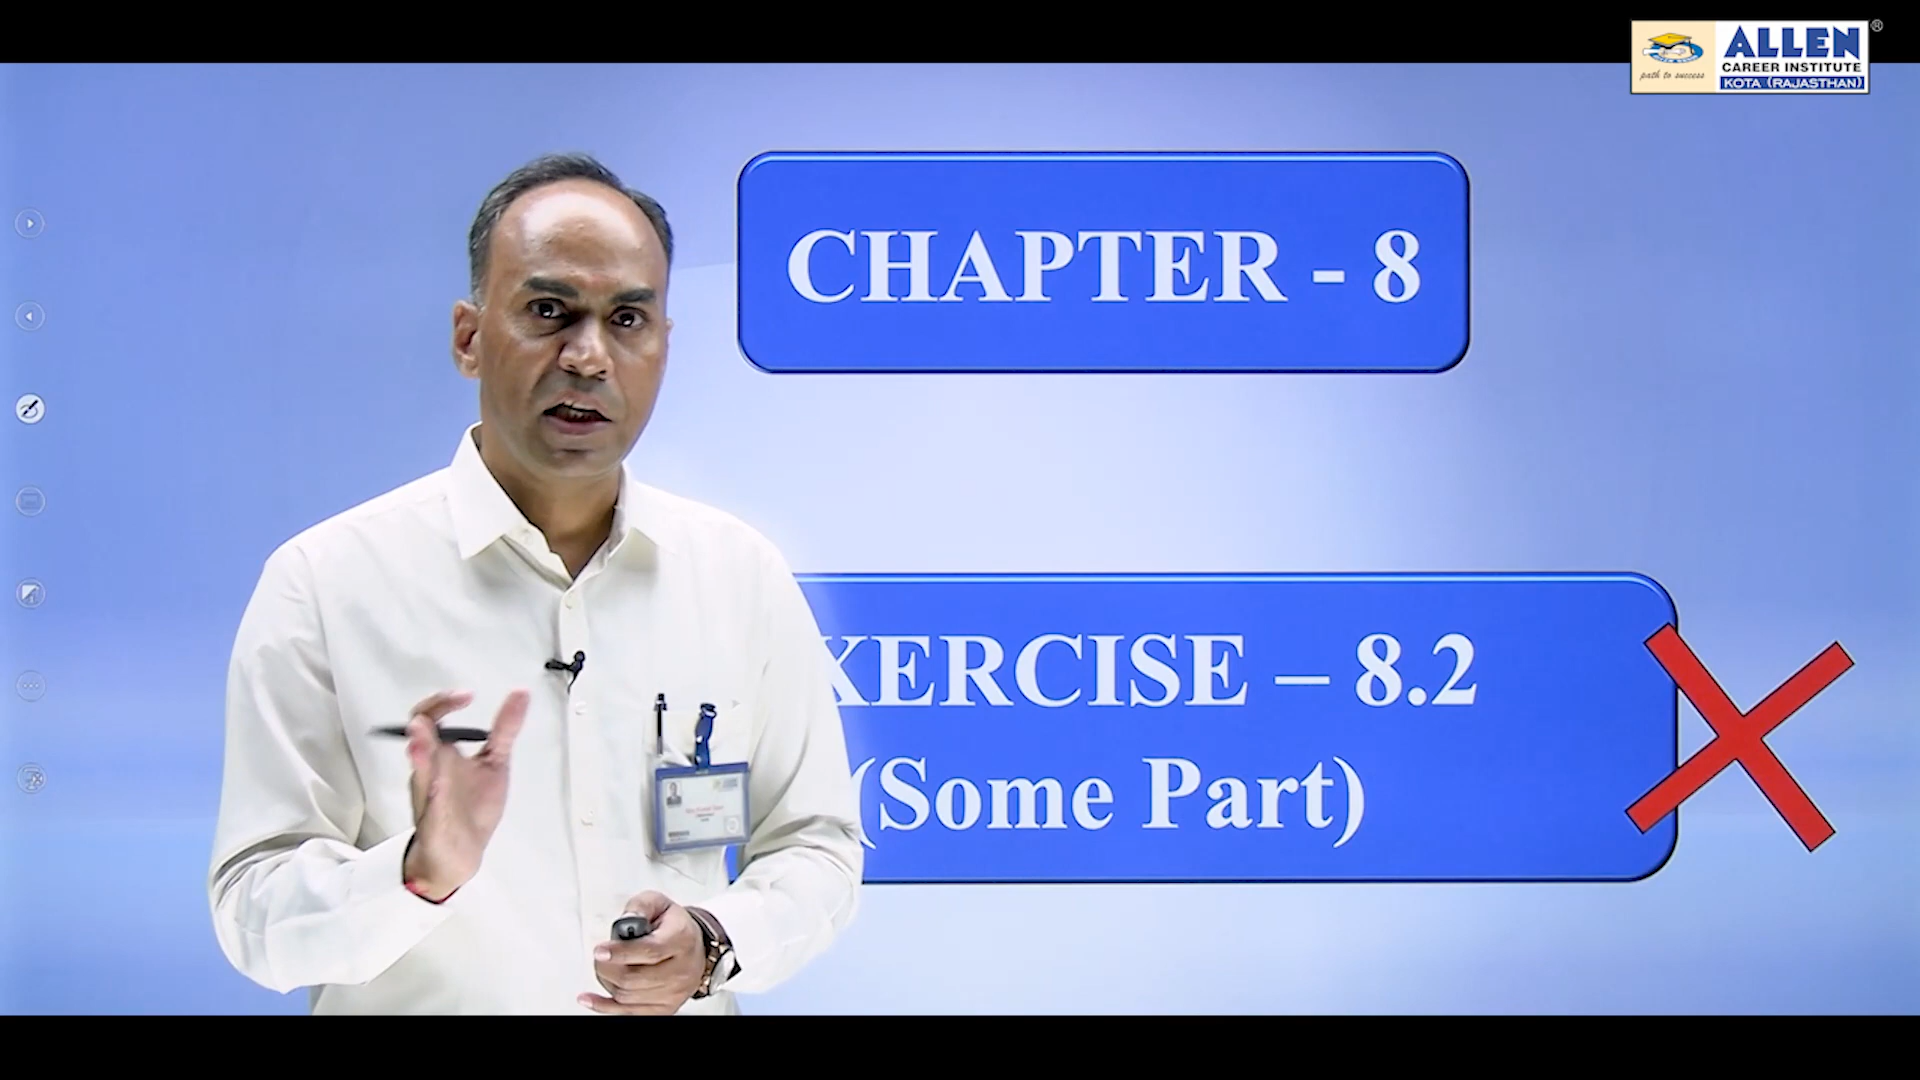 ALLEN
®
path to success
CAREER INSTITUTE
KOTA (RAJASTHAN)
CHAPTER - 8
XERCISE – 8.2
(Some Part)